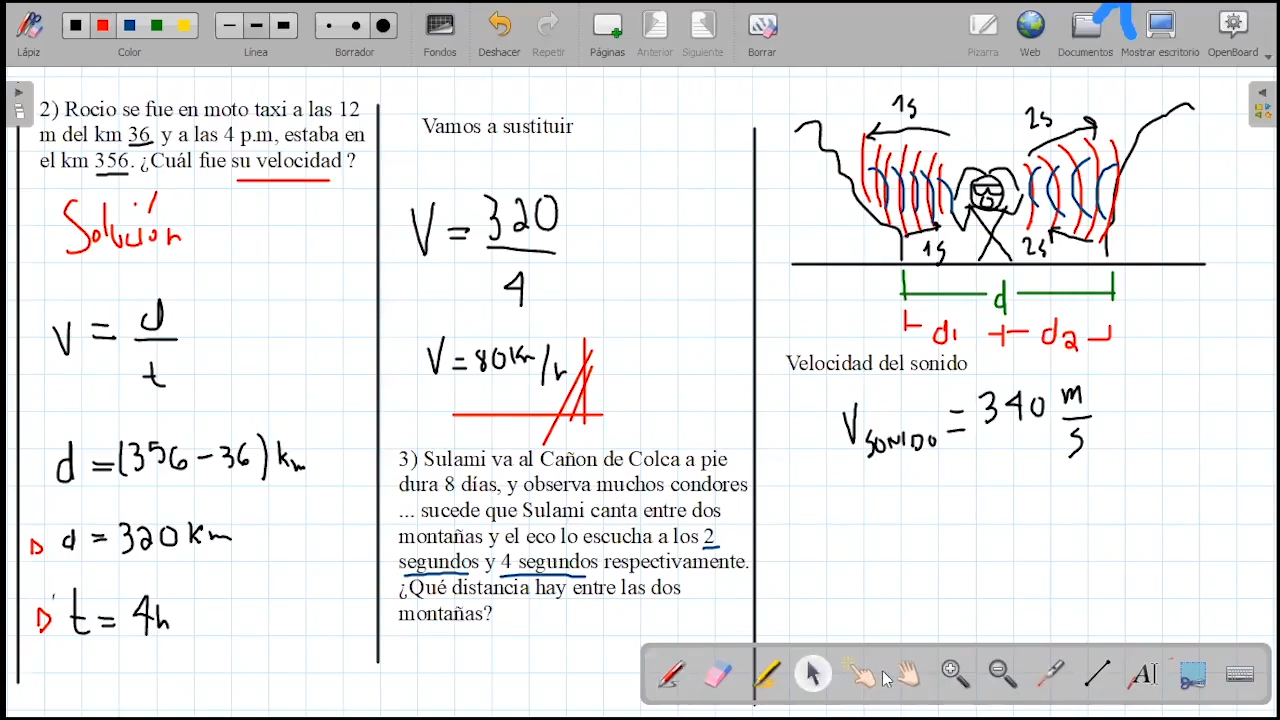 Lápiz
Color
Línea
Borrador
Fondos
Deshacer
Repetir
Páginas
Anterior
Siguiente
Borrar
Pizarra
Web
Documentos
Mostrar escritorio
OpenBoard
2) Rocio se fue en moto taxi a las 12
m del km 36 y a las 4 p.m, estaba en
el km 356. ¿Cuál fue su velocidad ?
Solución
V = d/t
d = (356 - 36) km
D d = 320 km
D t = 4h
Vamos a sustituir
V = 320/4
V = 80 km/h
3) Sulami va al Cañon de Colca a pie
dura 8 días, y observa muchos condores
... sucede que Sulami canta entre dos
montañas y el eco lo escucha a los 2
segundos y 4 segundos respectivamente.
¿Qué distancia hay entre las dos
montañas?
1s
2s
1s
2s
d
d1
d2
Velocidad del sonido
V SONIDO = 340 m/s
AI